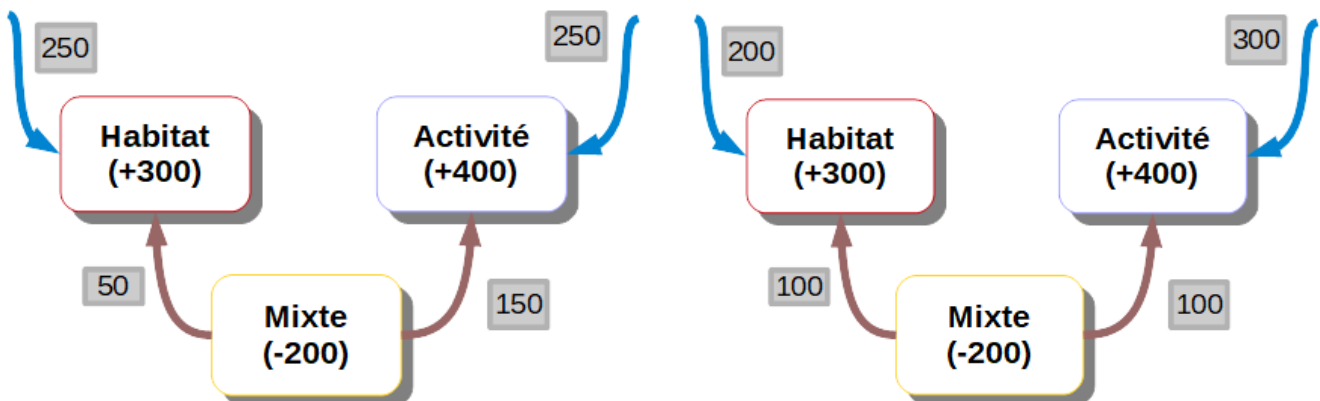 250
250
Habitat
(+300)
Activité
(+400)
50
150
Mixte
(-200)
200
300
Habitat
(+300)
Activité
(+400)
100
100
Mixte
(-200)